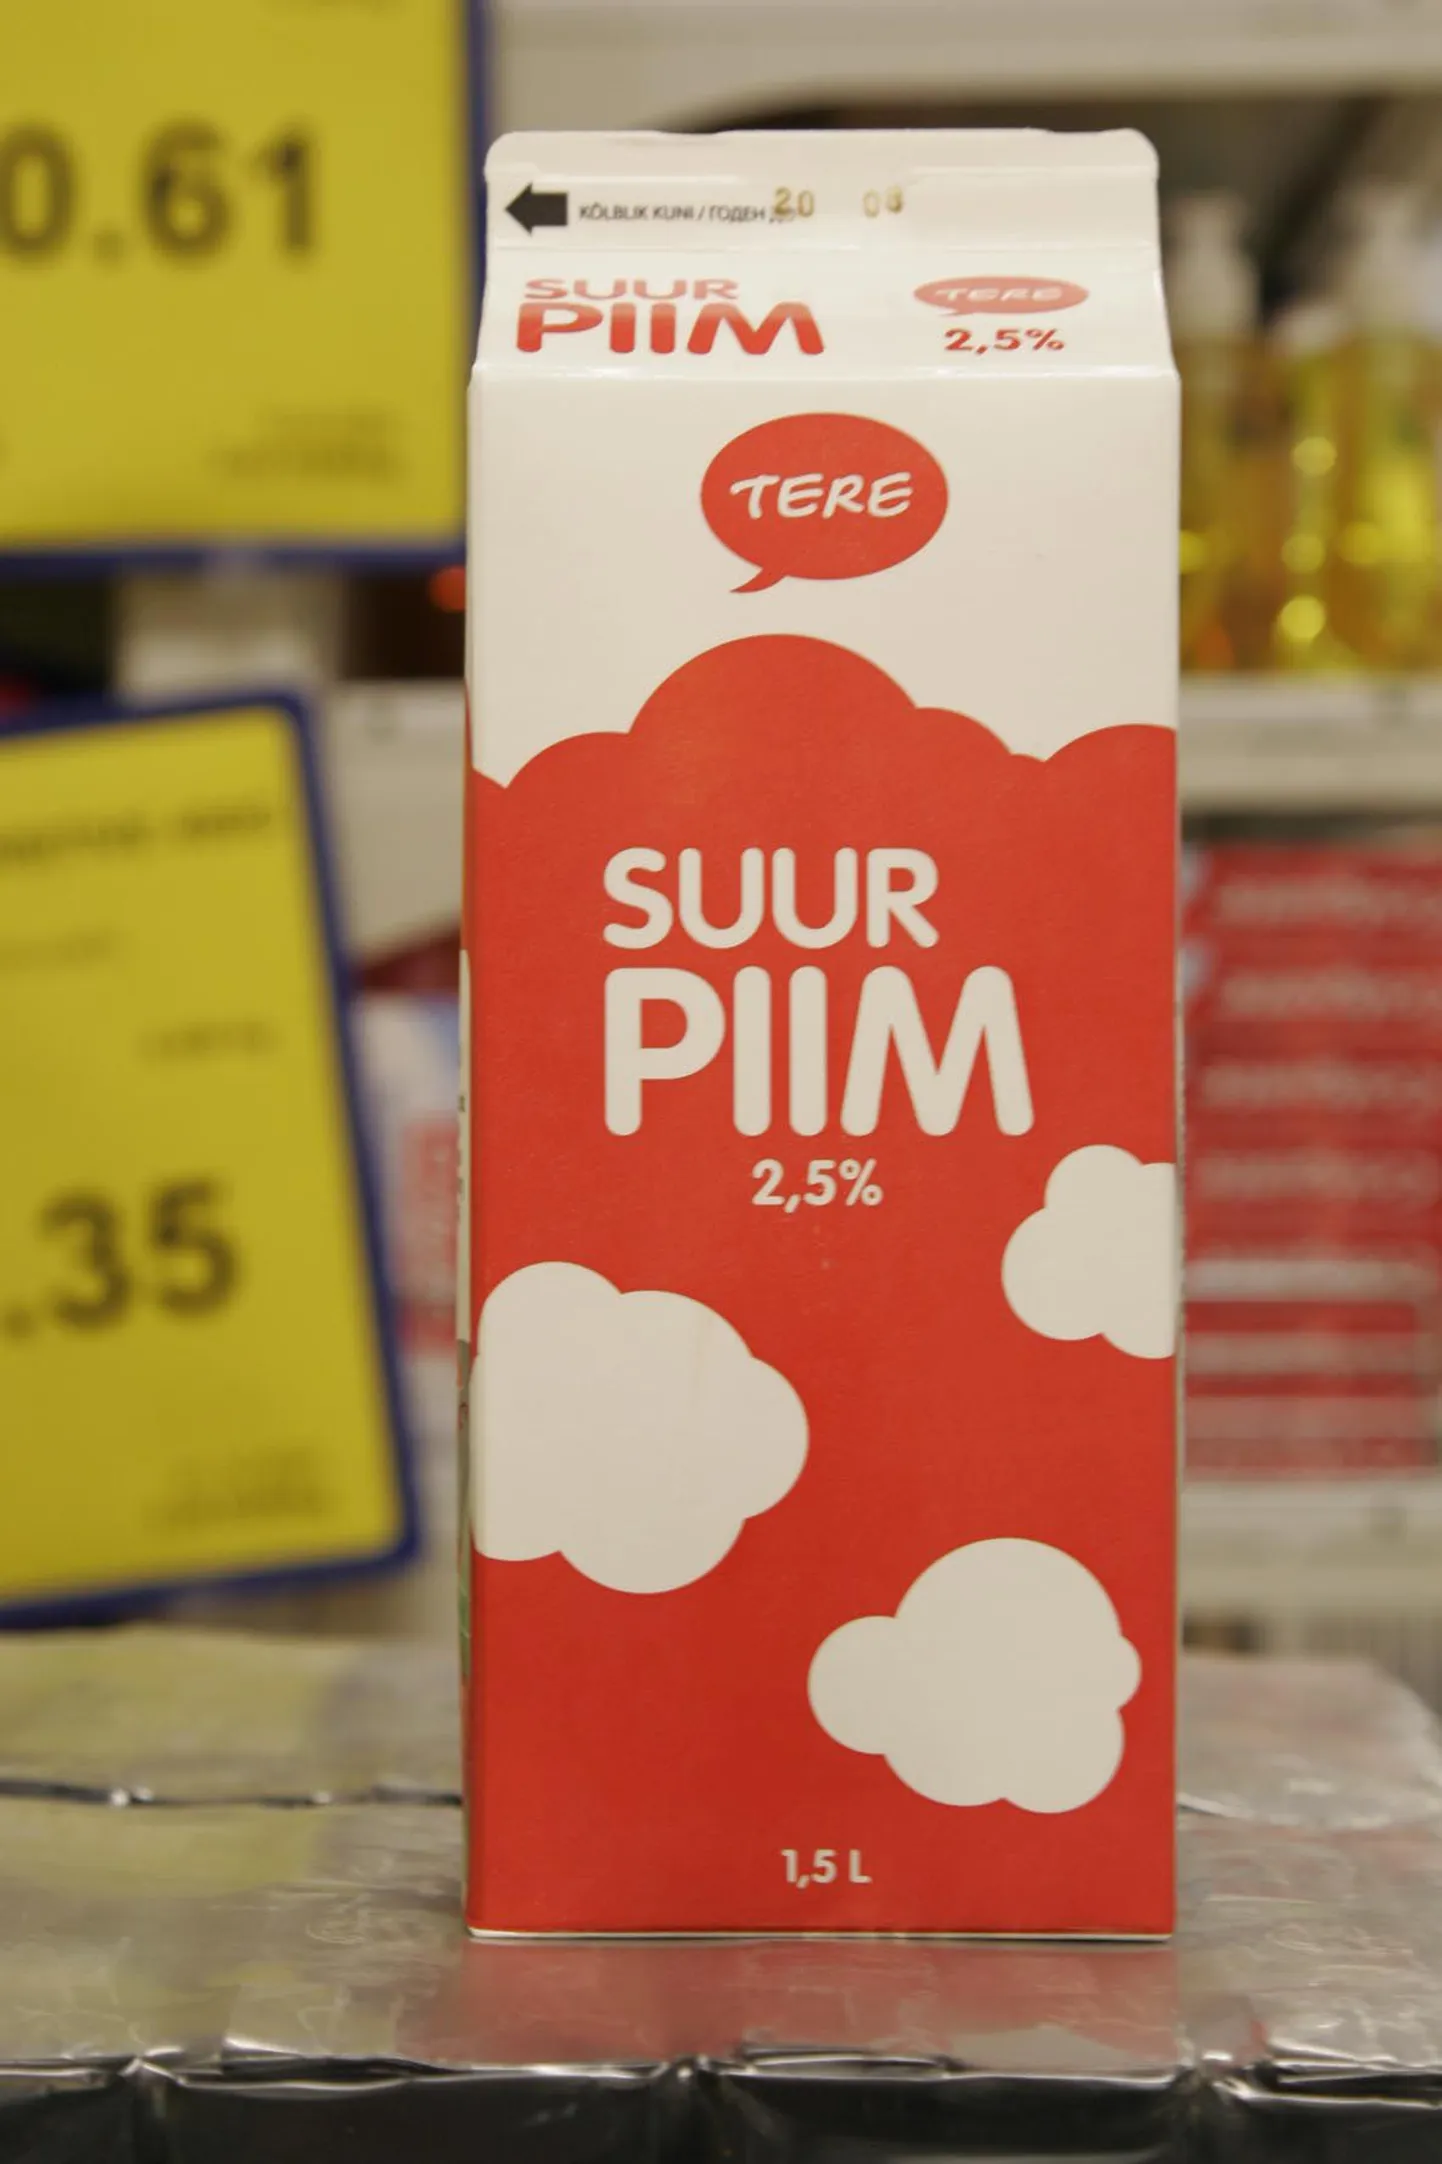 0.61
KÕLBLIK KUNI / ГОДЕН ДО 20 08
SUUR
PIIM
TERE
2,5%
TERE
SUUR
PIIM
2,5%
.35
1,5 L